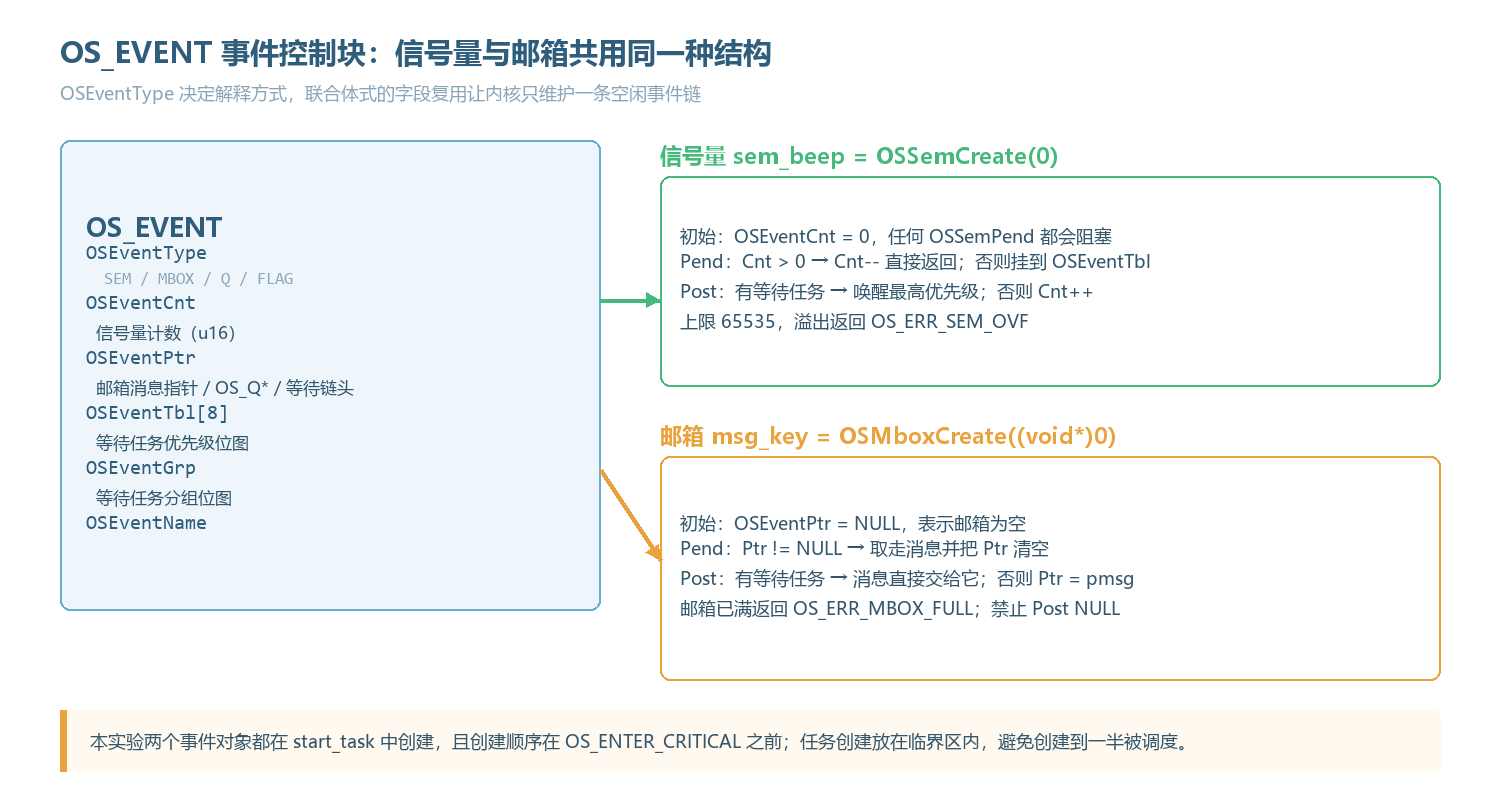 OS_EVENT 事件控制块：信号量与邮箱共用同一种结构
OSEventType 决定解释方式，联合体式的字段复用让内核只维护一条空闲事件链
OS_EVENT
OSEventType
SEM / MBOX / Q / FLAG
OSEventCnt
信号量计数（u16）
OSEventPtr
邮箱消息指针 / OS_Q* / 等待链头
OSEventTbl[8]
等待任务优先级位图
OSEventGrp
等待任务分组位图
OSEventName
信号量 sem_beep = OSSemCreate(0)
初始：OSEventCnt = 0，任何 OSSemPend 都会阻塞
Pend：Cnt > 0 → Cnt-- 直接返回；否则挂到 OSEventTbl
Post：有等待任务 → 唤醒最高优先级；否则 Cnt++
上限 65535，溢出返回 OS_ERR_SEM_OVF
邮箱 msg_key = OSMboxCreate((void*)0)
初始：OSEventPtr = NULL，表示邮箱为空
Pend：Ptr != NULL → 取走消息并把 Ptr 清空
Post：有等待任务 → 消息直接交给它；否则 Ptr = pmsg
邮箱已满返回 OS_ERR_MBOX_FULL；禁止 Post NULL
本实验两个事件对象都在 start_task 中创建，且创建顺序在 OS_ENTER_CRITICAL 之前；任务创建放在临界区内，避免创建到一半被调度。